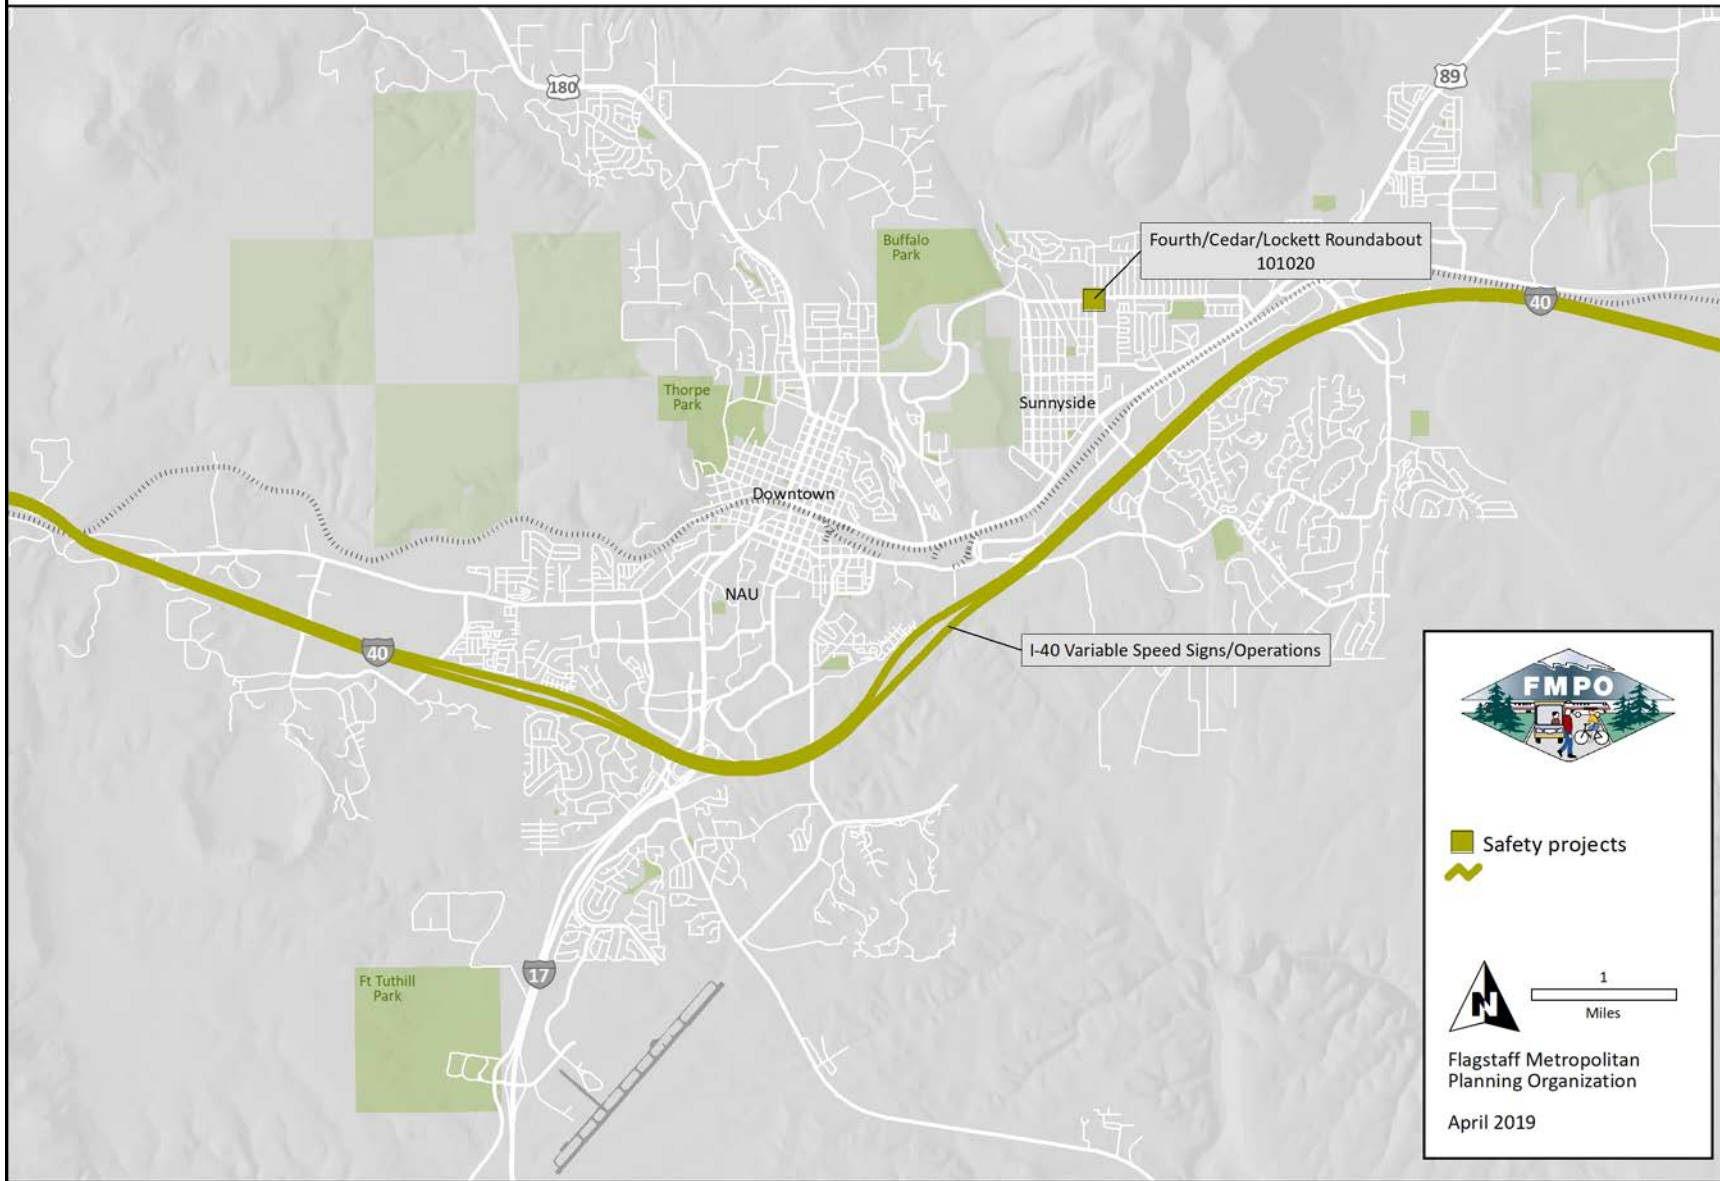 180
89
Buffalo
Park
Fourth/Cedar/Lockett Roundabout
101020
40
Thorpe
Park
Sunnyside
Downtown
NAU
40
I-40 Variable Speed Signs/Operations
FMPO
Safety projects
17
Ft Tuthill
Park
N
1
Miles
Flagstaff Metropolitan
Planning Organization
April 2019